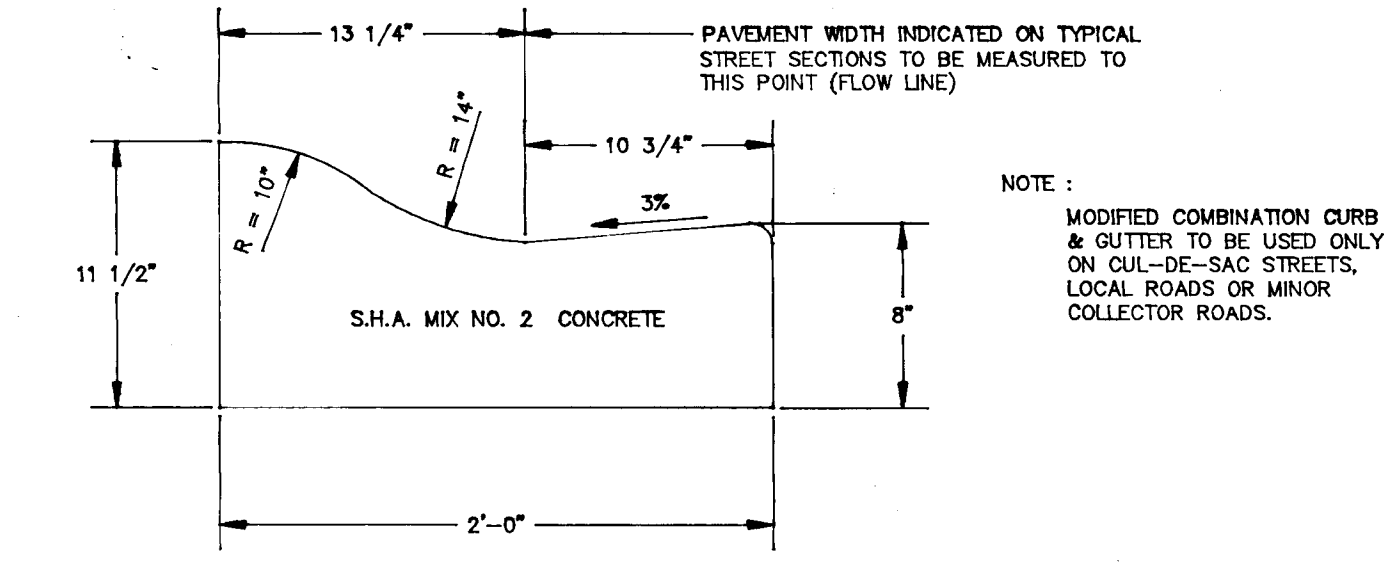 13 1/4"
PAVEMENT WIDTH INDICATED ON TYPICAL
STREET SECTIONS TO BE MEASURED TO
THIS POINT (FLOW LINE)
R = 10"
R = 14"
10 3/4"
3%
11 1/2"
S.H.A. MIX NO. 2 CONCRETE
8"
2'-0"
NOTE :
MODIFIED COMBINATION CURB
& GUTTER TO BE USED ONLY
ON CUL-DE-SAC STREETS,
LOCAL ROADS OR MINOR
COLLECTOR ROADS.